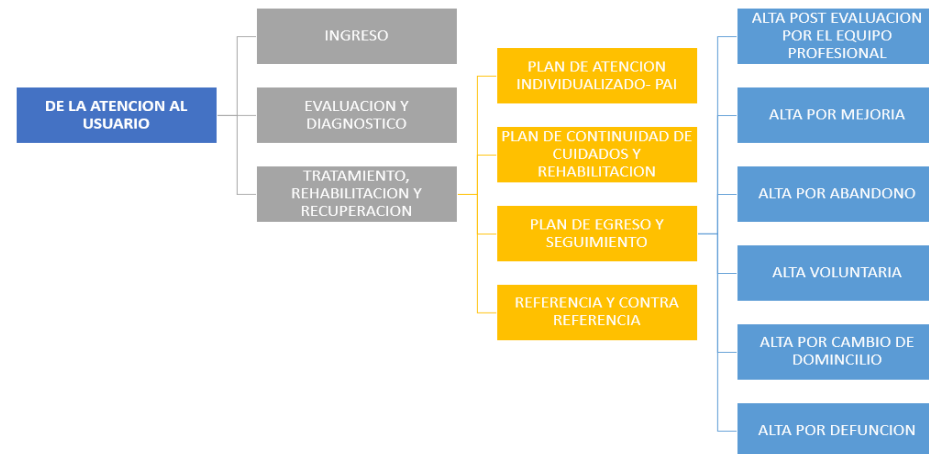 DE LA ATENCION AL
USUARIO
INGRESO
EVALUACION Y
DIAGNOSTICO
TRATAMIENTO,
REHABILITACION Y
RECUPERACION
PLAN DE ATENCION
INDIVIDUALIZADO- PAI
PLAN DE CONTINUIDAD DE
CUIDADOS Y
REHABILITACION
PLAN DE EGRESO Y
SEGUIMIENTO
REFERENCIA Y CONTRA
REFERENCIA
ALTA POST EVALUACION
POR EL EQUIPO
PROFESIONAL
ALTA POR MEJORIA
ALTA POR ABANDONO
ALTA VOLUNTARIA
ALTA POR CAMBIO DE
DOMINCILIO
ALTA POR DEFUNCION